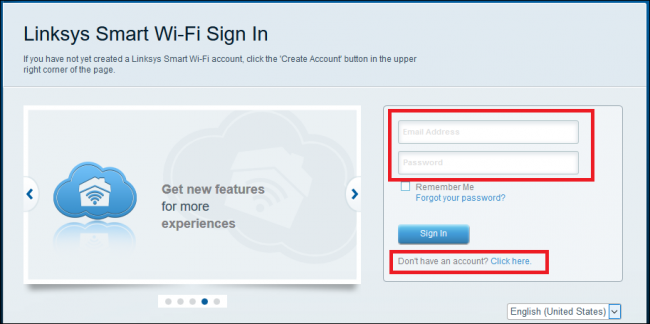 Linksys Smart Wi-Fi Sign In
If you have not yet created a Linksys Smart Wi-Fi account, click the 'Create Account' button in the upper
right corner of the page.
Get new features
for more
experiences
Email Address
Password
Remember Me
Forgot your password?
Sign In
Don't have an account? Click here.
English (United States)